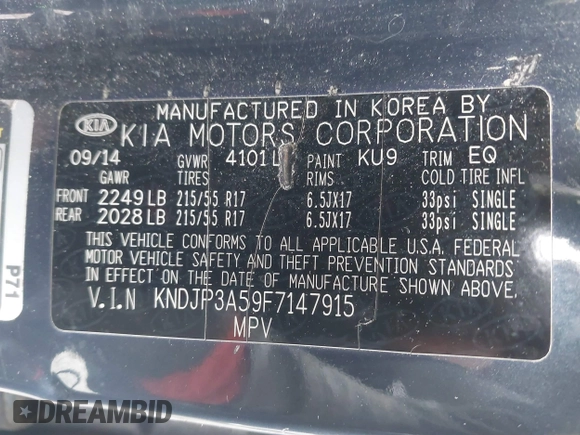 MANUFACTURED IN KOREA BY
KIA KIA MOTORS CORPORATION
09/14 GVWR 4101 PAINT KU9 TRIM EQ
GAWR TIRES RIMS COLD TIRE INFL
FRONT 2249 LB 215/55 R17 6.5JX17 33psi SINGLE
REAR 2028 LB 215/55 R17 6.5JX17 33psi SINGLE
THIS VEHICLE CONFORMS TO ALL APPLICABLE U.S.A. FEDERAL
MOTOR VEHICLE SAFETY AND THEFT PREVENTION STANDARDS
IN EFFECT ON THE DATE OF MANUFACTURE SHOWN ABOVE.
V.I.N KNDJP3A59F7147915
MPV
P71
DREAMBID